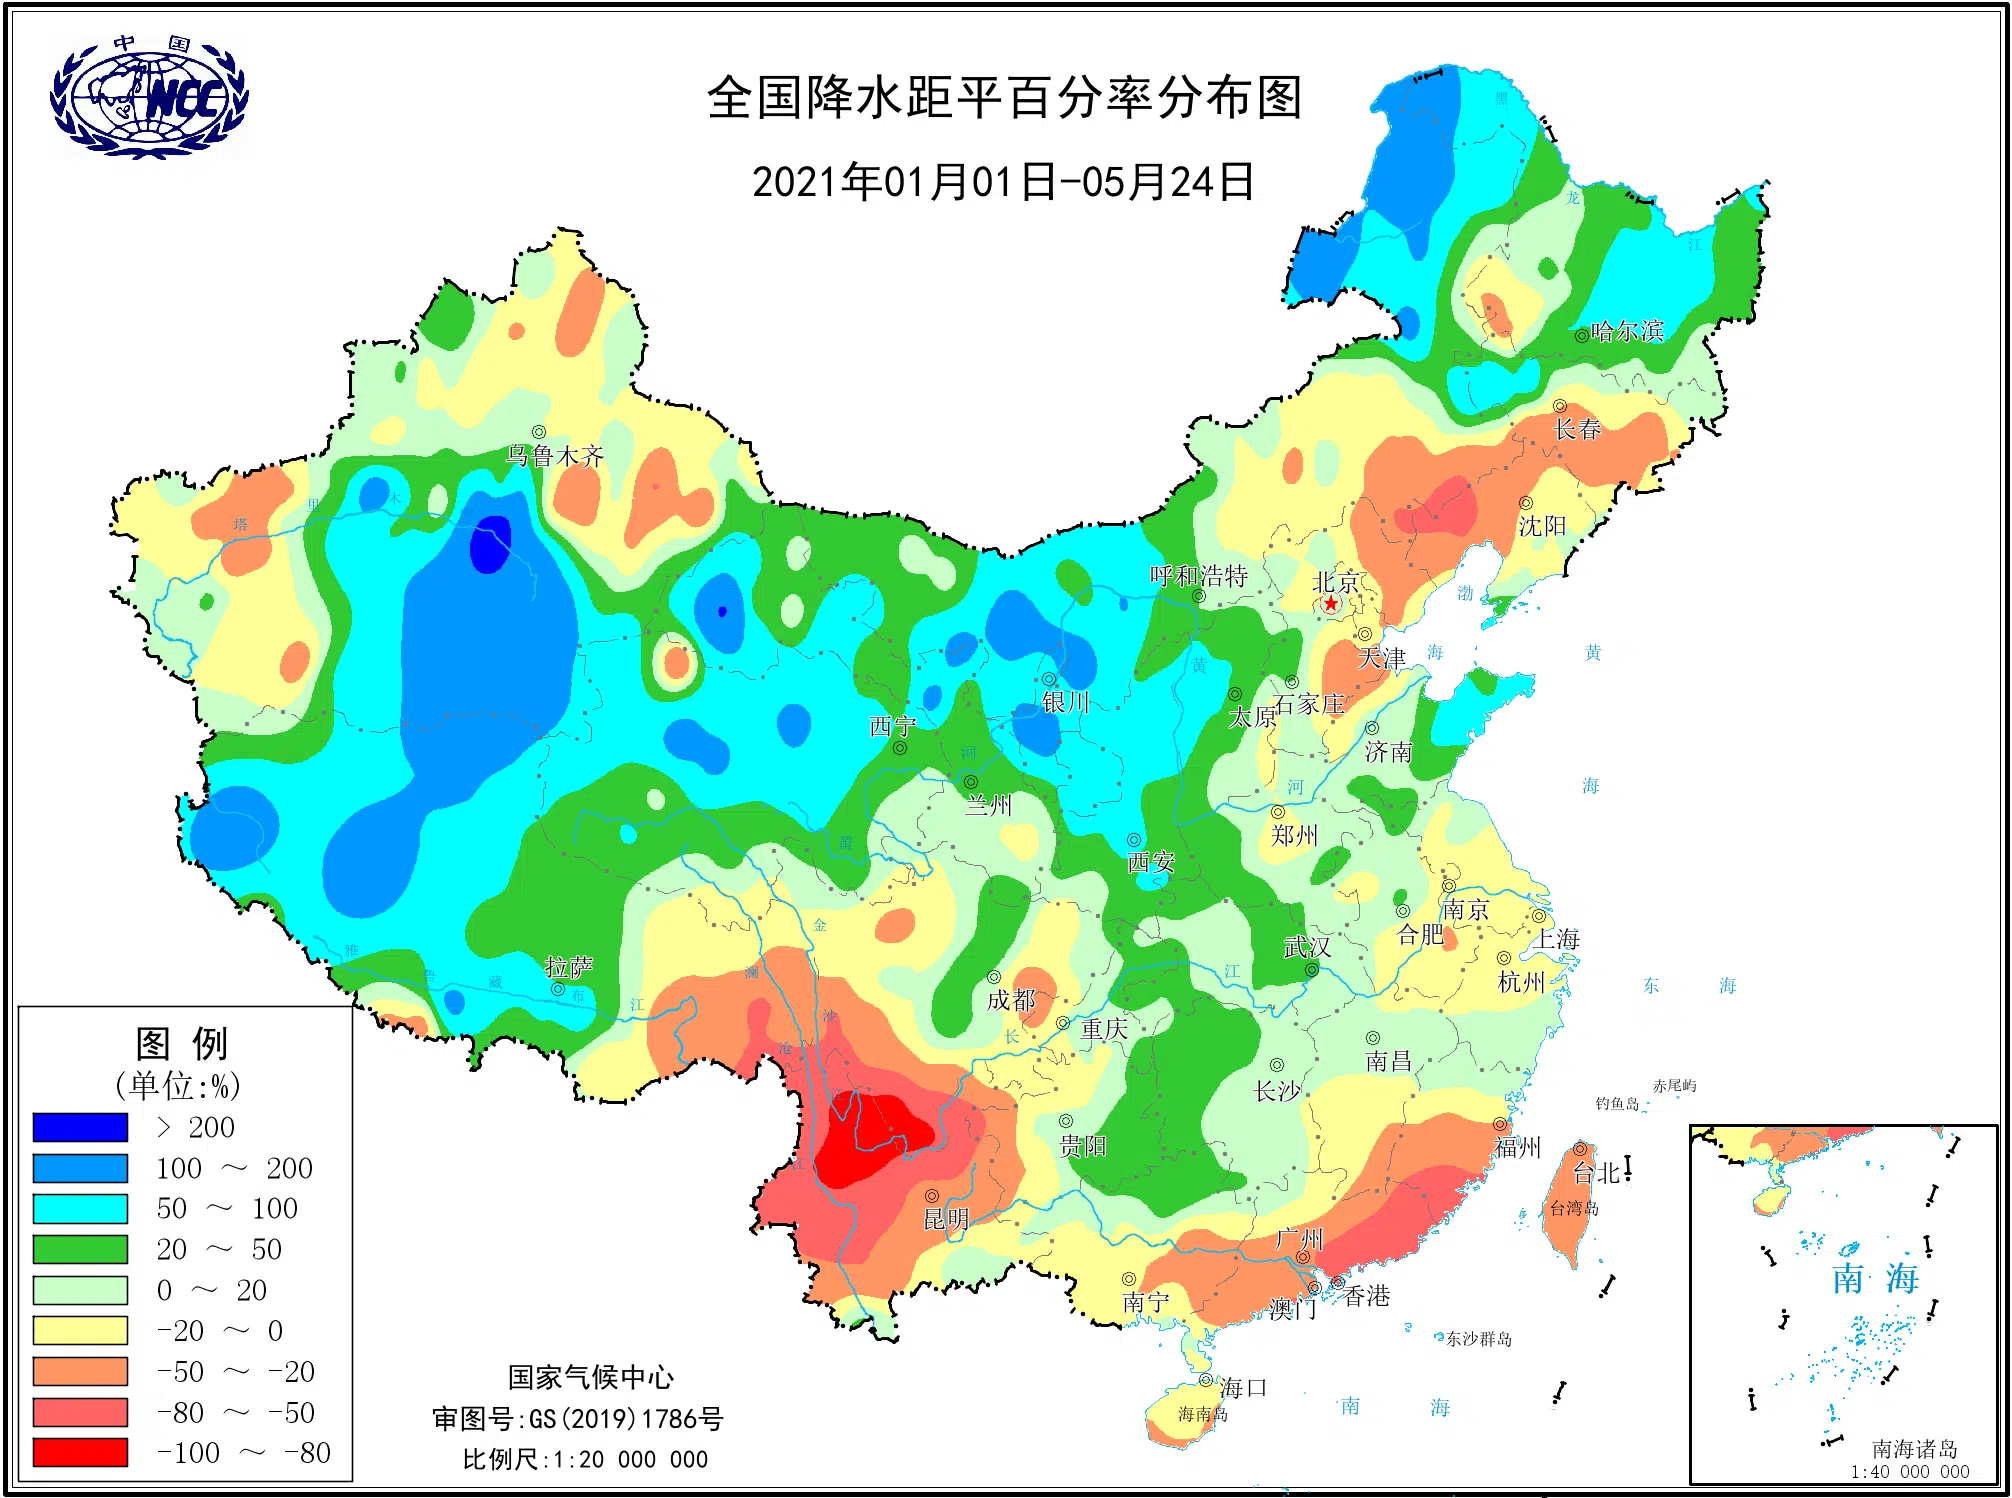 中国
NCC
全国降水距平百分率分布图
2021年01月01日-05月24日
黑
龙
江
哈尔滨
长春
沈阳
乌鲁木齐
塔
里
木
呼和浩特
北京
天津
渤
海
黄
海
银川
黄
太原
石家庄
济南
西宁
河
兰州
河
郑州
黄
西安
南京
合肥
上海
杭州
武汉
江
东 海
金
澜
雅
鲁
藏
布
江
拉萨
成都
重庆
长
沙
沧
江
江
南昌
长沙
贵阳
昆明
福州
赤尾屿
钓鱼岛
台北
台湾岛
广州
南宁
澳门
香港
东沙群岛
海口
海南岛
南 海
图 例
(单位:%)
> 200
100 ～ 200
50 ～ 100
20 ～ 50
0 ～ 20
-20 ～ 0
-50 ～ -20
-80 ～ -50
-100 ～ -80
国家气候中心
审图号:GS(2019)1786号
比例尺:1:20 000 000
南 海
南海诸岛
1:40 000 000